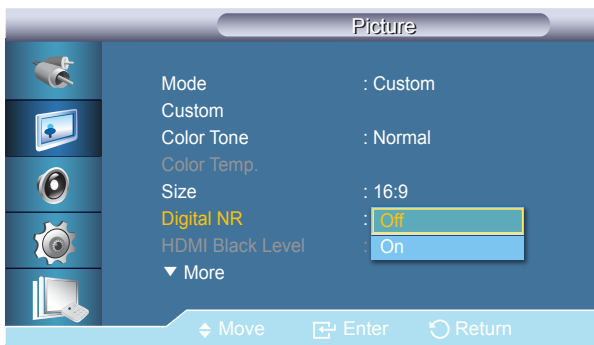 Picture
Mode : Custom
Custom
Color Tone : Normal
Color Temp.
Size : 16:9
Digital NR : Off
HDMI Black Level : On
▼ More
Move Enter Return